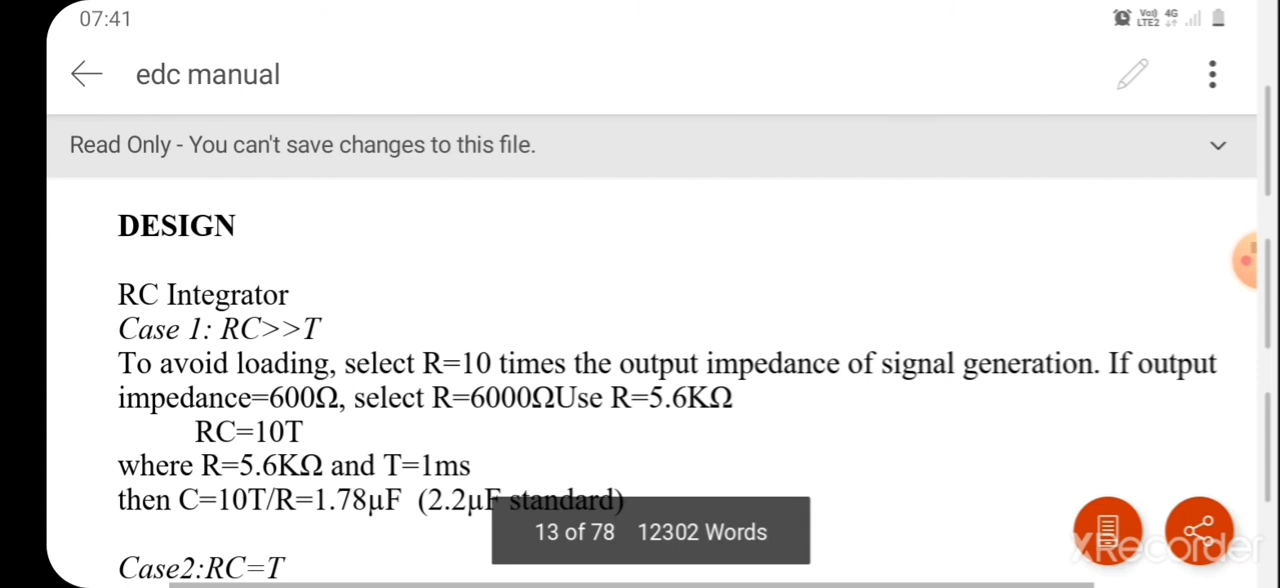 07:41
Vo)) 4G
LTE2
edc manual
Read Only - You can't save changes to this file.
DESIGN
RC Integrator
Case 1: RC>>T
To avoid loading, select R=10 times the output impedance of signal generation. If output
impedance=600Ω, select R=6000ΩUse R=5.6KΩ
RC=10T
where R=5.6KΩ and T=1ms
then C=10T/R=1.78µF (2.2µF standard)
13 of 78 12302 Words
XRecorder
Case2:RC=T